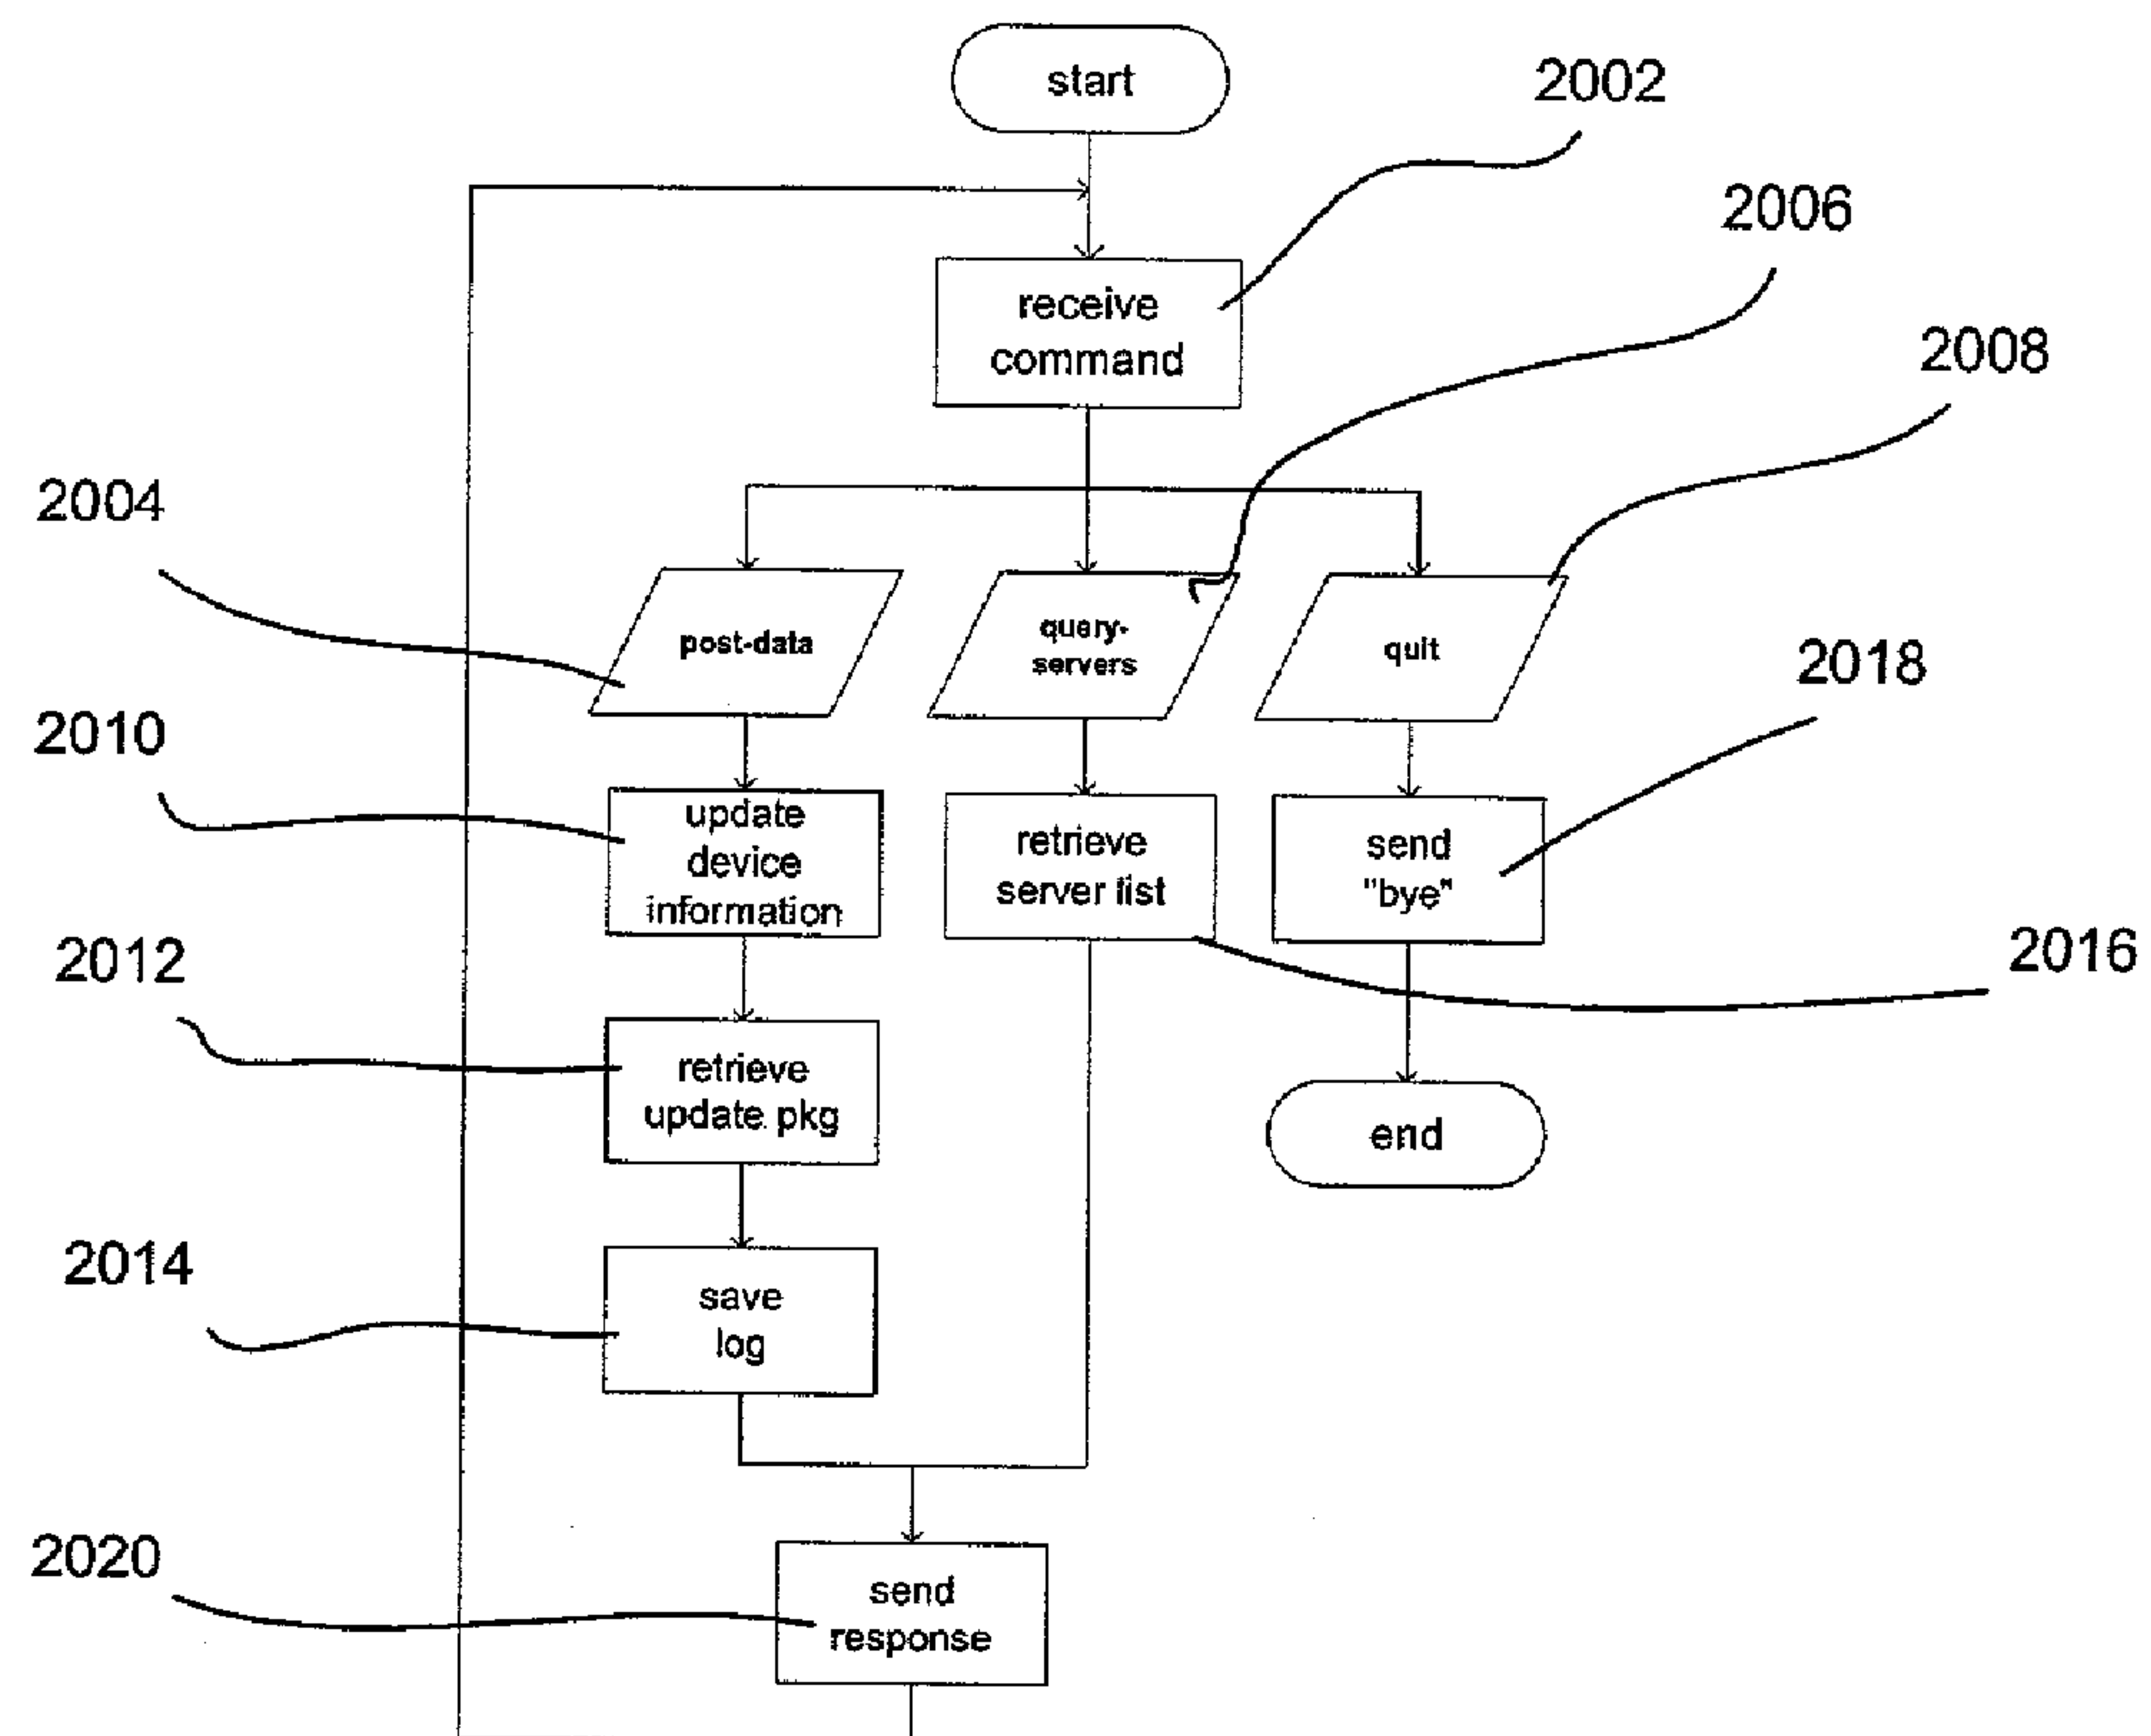 start
2002
2006
receive
command
2008
2004
post-data
query-
servers
quit
2018
2010
update
device
information
retrieve
server list
send
"bye"
2012
2016
retrieve
update pkg
end
2014
save
log
2020
send
response